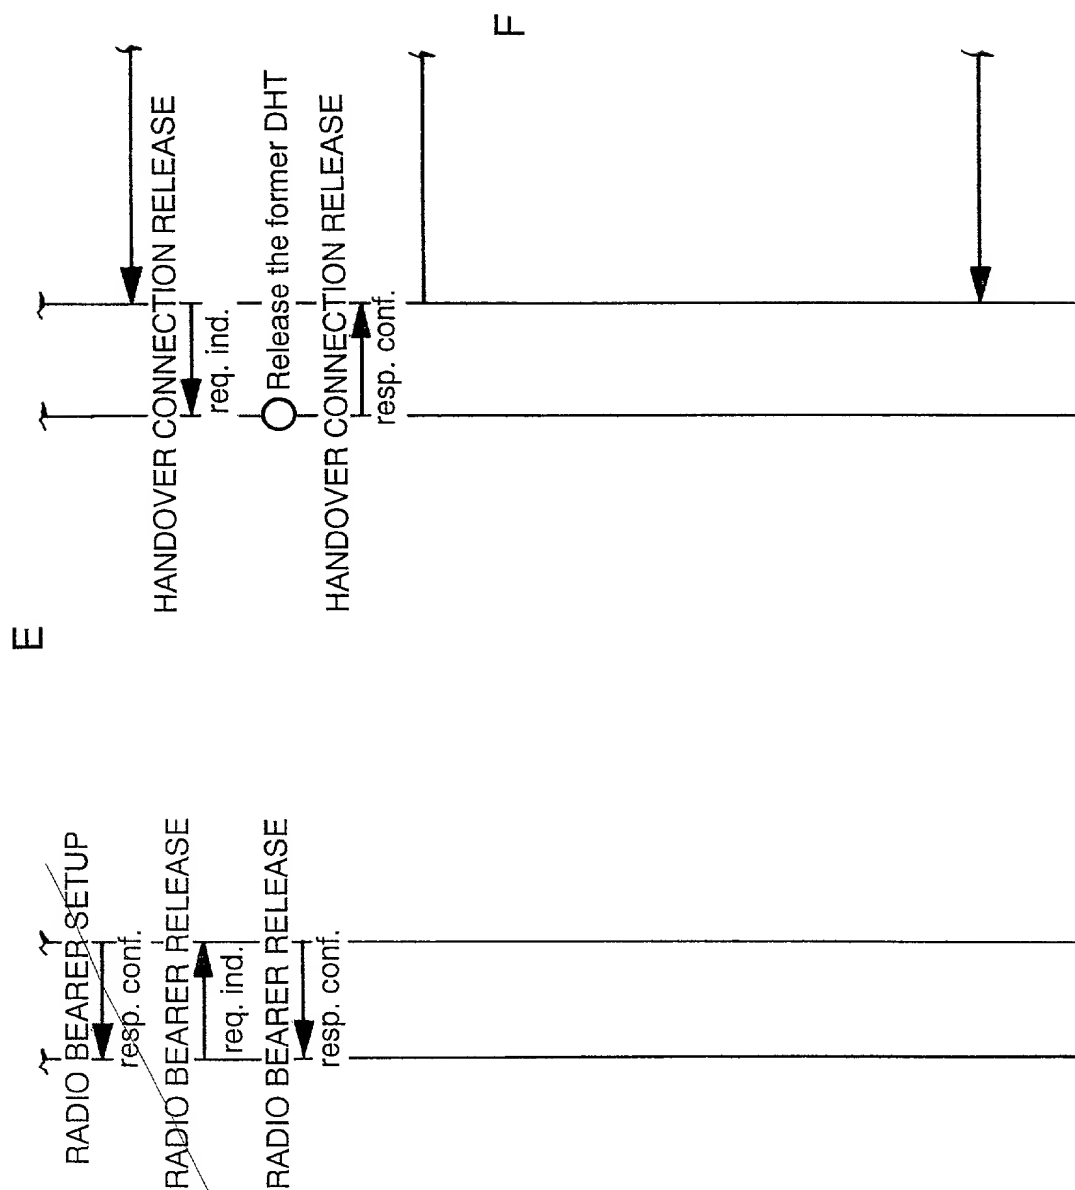 E
F
RADIO BEARER SETUP
resp. conf.
RADIO BEARER RELEASE
req. ind.
RADIO BEARER RELEASE
resp. conf.
HANDOVER CONNECTION RELEASE
req. ind.
Release the former DHT
HANDOVER CONNECTION RELEASE
resp. conf.